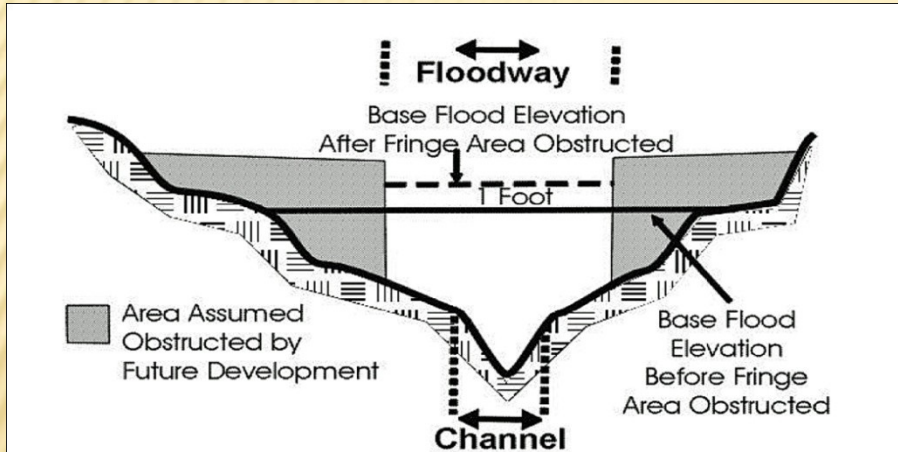 Floodway
Base Flood Elevation
After Fringe Area Obstructed
1 Foot
Area Assumed
Obstructed by
Future Development
Base Flood
Elevation
Before Fringe
Area Obstructed
Channel